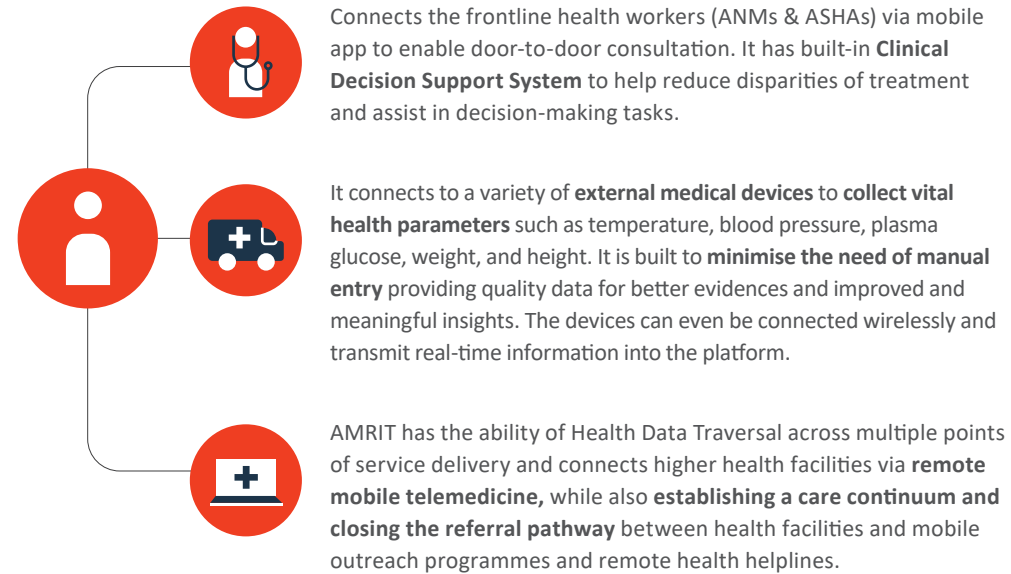 Connects the frontline health workers (ANMs & ASHAs) via mobile
app to enable door-to-door consultation. It has built-in Clinical
Decision Support System to help reduce disparities of treatment
and assist in decision-making tasks.
It connects to a variety of external medical devices to collect vital
health parameters such as temperature, blood pressure, plasma
glucose, weight, and height. It is built to minimise the need of manual
entry providing quality data for better evidences and improved and
meaningful insights. The devices can even be connected wirelessly and
transmit real-time information into the platform.
AMRIT has the ability of Health Data Traversal across multiple points
of service delivery and connects higher health facilities via remote
mobile telemedicine, while also establishing a care continuum and
closing the referral pathway between health facilities and mobile
outreach programmes and remote health helplines.